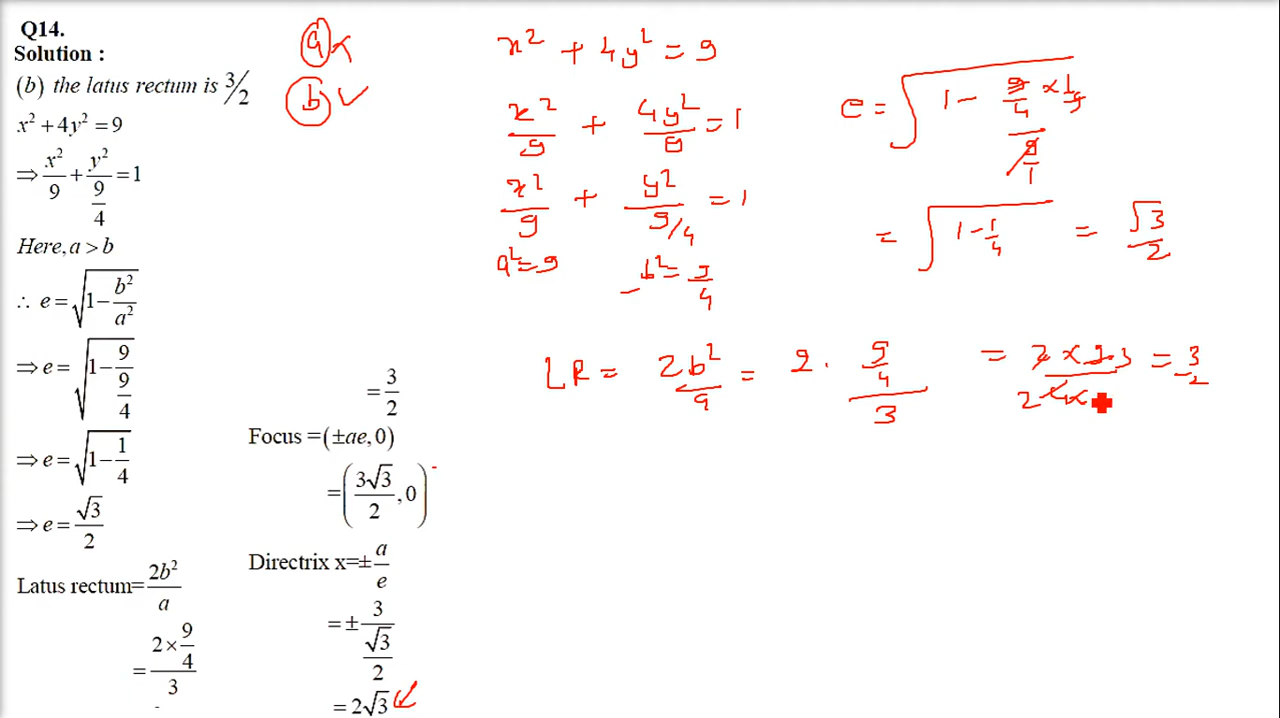 Q14.
Solution :
(b) the latus rectum is 3/2
x² + 4y² = 9
⇒ x²/9 + y²/(9/4) = 1
Here, a > b
∴ e = √(1 − b²/a²)
⇒ e = √(1 − 9/(9/4))
⇒ e = √(1 − 1/4)
⇒ e = √3/2
Latus rectum= 2b²/a
= (2 × 9/4)/3
= 3/2
Focus = (±ae, 0)
= (3√3/2, 0)
Directrix x=± a/e
= ± 3/(√3/2)
= 2√3
a ×
b ✓
x² + 4y² = 9
x²/9 + 4y²/9 = 1
x²/9 + y²/(9/4) = 1
a² = 9 b² = 9/4
e = √(1 − (9/4 × 1/9)/(9/1))
= √(1 − 1/4) = √3/2
LR = 2b²/a = 2 · (9/4)/3 = = 3/2